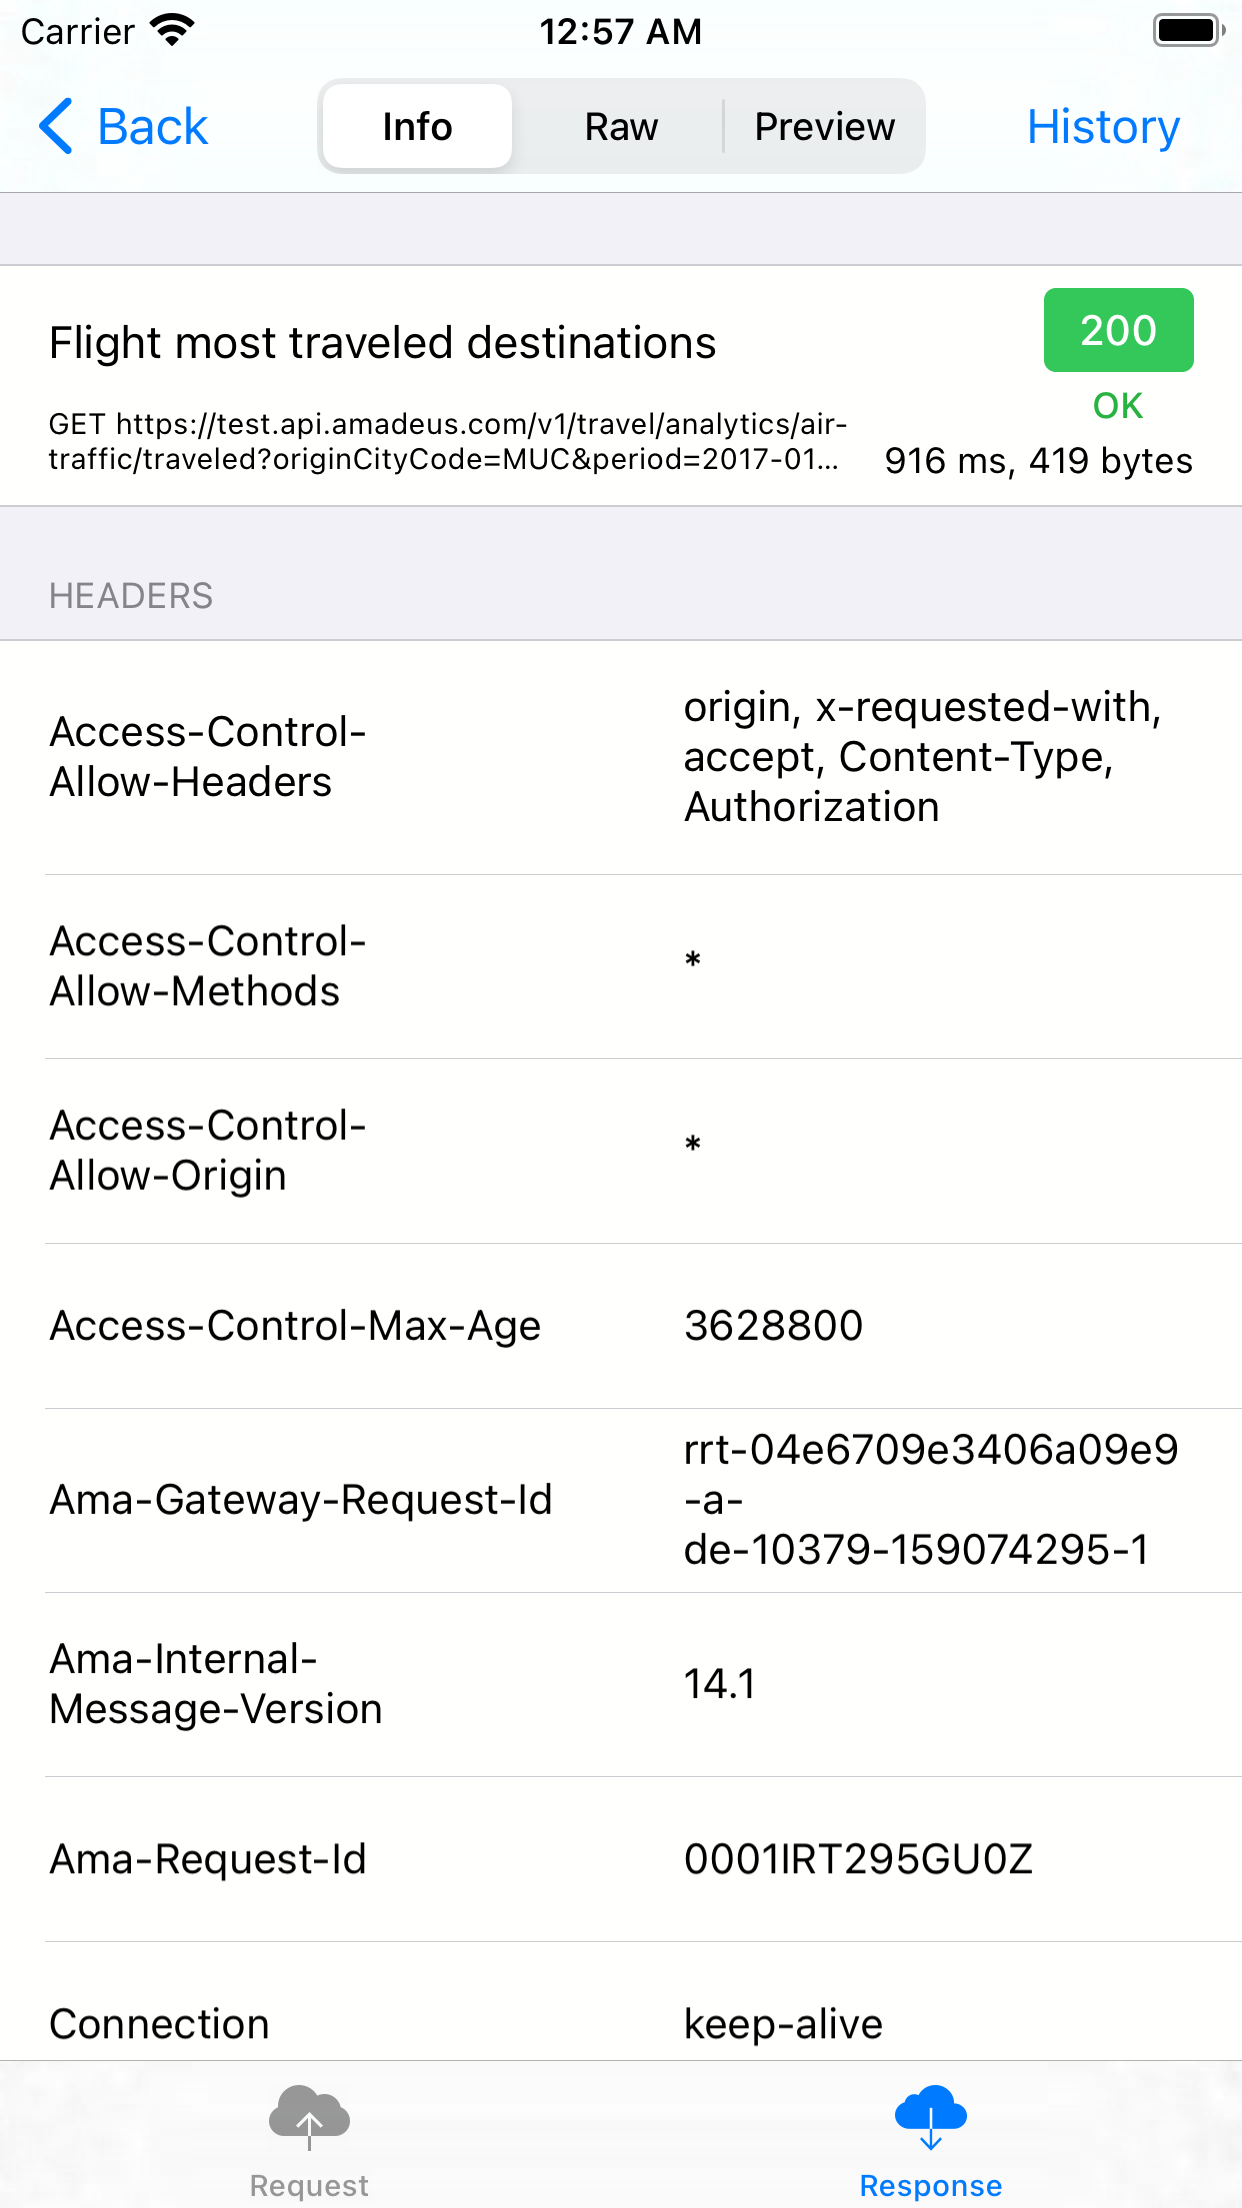 Carrier
12:57 AM
Back
Info
Raw
Preview
History
Flight most traveled destinations
200
OK
GET https://test.api.amadeus.com/v1/travel/analytics/air-
traffic/traveled?originCityCode=MUC&period=2017-01...
916 ms, 419 bytes
HEADERS
Access-Control-
Allow-Headers
origin, x-requested-with,
accept, Content-Type,
Authorization
Access-Control-
Allow-Methods
*
Access-Control-
Allow-Origin
*
Access-Control-Max-Age
3628800
Ama-Gateway-Request-Id
rrt-04e6709e3406a09e9
-a-
de-10379-159074295-1
Ama-Internal-
Message-Version
14.1
Ama-Request-Id
0001IRT295GU0Z
Connection
keep-alive
Request
Response